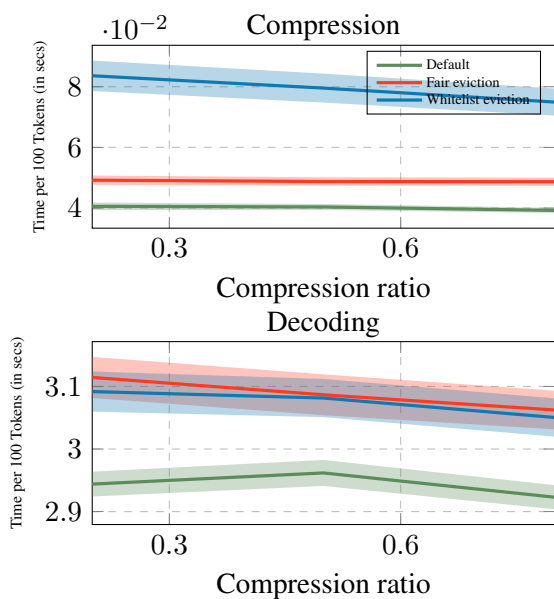 Compression
·10−2
Default
Fair eviction
Whitelist eviction
8
6
4
Time per 100 Tokens (in secs)
0.3 0.6
Compression ratio
Decoding
3.1
3
2.9
Time per 100 Tokens (in secs)
0.3 0.6
Compression ratio